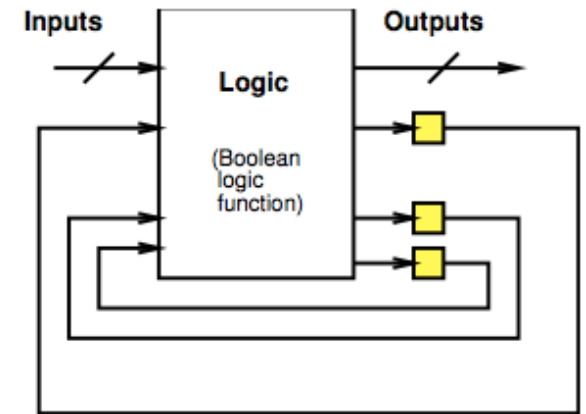 Inputs
Outputs
Logic
(Boolean
logic
function)